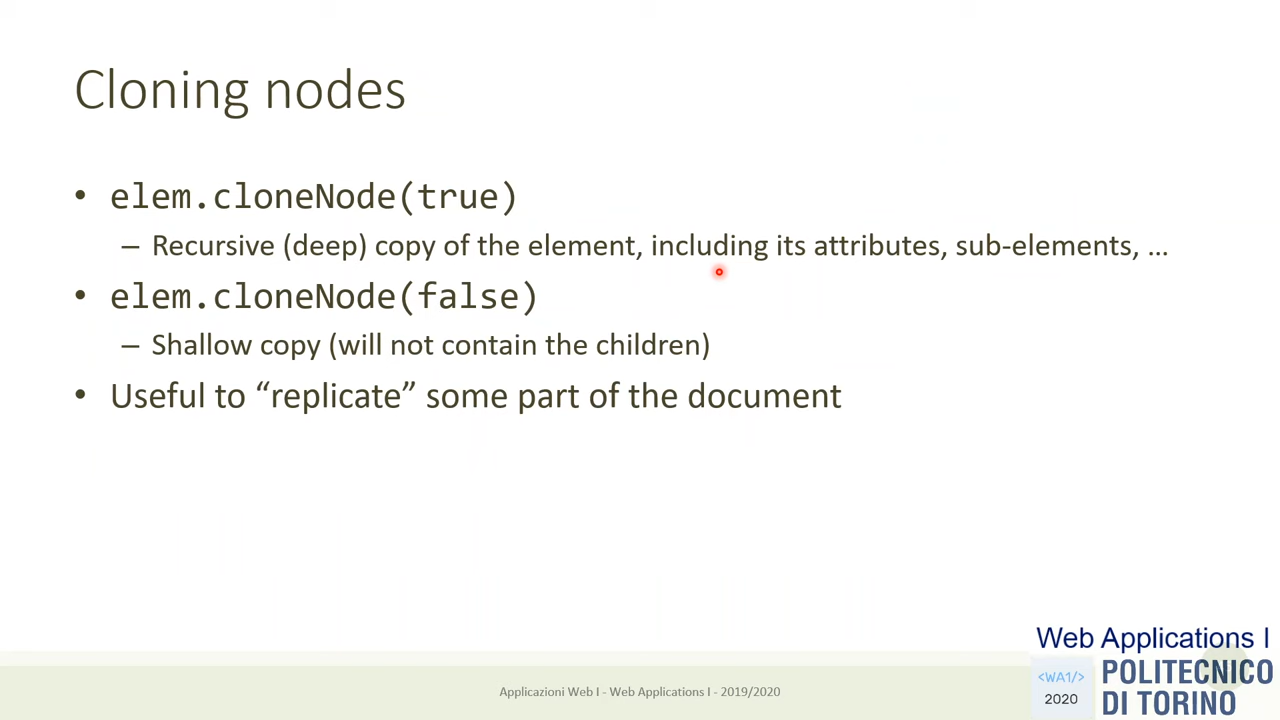 Cloning nodes
• elem.cloneNode(true)
– Recursive (deep) copy of the element, including its attributes, sub-elements, …
• elem.cloneNode(false)
– Shallow copy (will not contain the children)
• Useful to “replicate” some part of the document
Applicazioni Web I - Web Applications I - 2019/2020
Web Applications I
<WA1/>
2020
POLITECNICO
DI TORINO